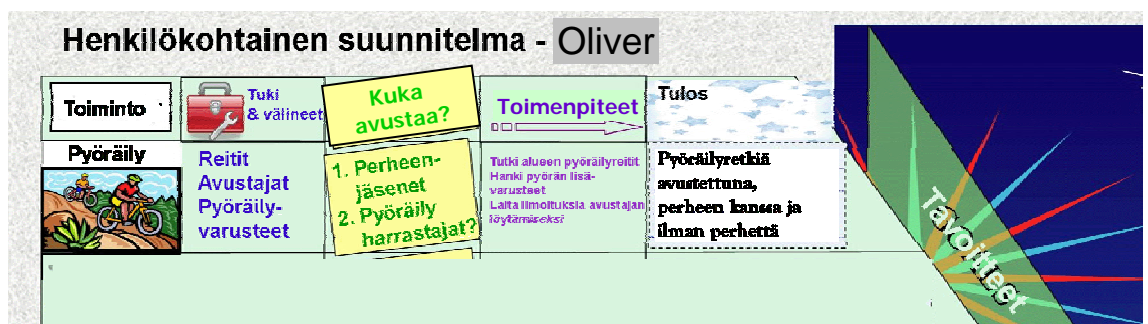 Henkilökohtainen suunnitelma - Oliver
Toiminto
Tuki
& välineet
Kuka
avustaa?
Toimenpiteet
Tulos
Pyöräily
Reitit
Avustajat
Pyöräily-
varusteet
1. Perheen-
jäsenet
2. Pyöräily
harrastajat?
Tutki alueen pyöräilyreitit
Hanki pyörän lisä-
varusteet
Laita ilmoituksia avustajan
löytämiseksi
Pyöräilyretkiä
avustettuna,
perheen kanssa ja
ilman perhettä
Tavoitteet